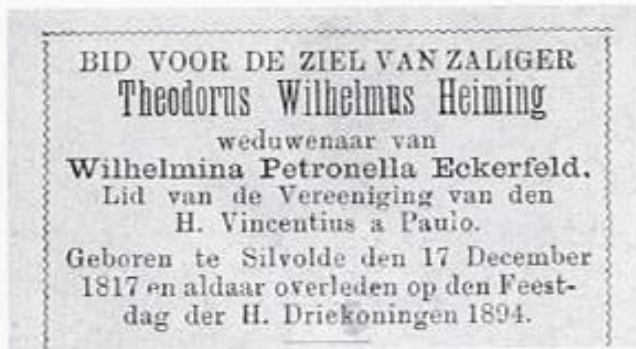 BID VOOR DE ZIEL VAN ZALIGER
Theodorus Wilhelmus Heiming
weduwenaar van
Wilhelmina Petronella Eckerfeld.
Lid van de Vereeniging van den
H. Vincentius a Paulo.
Geboren te Silvolde den 17 December
1817 en aldaar overleden op den Feest-
dag der H. Driekoningen 1894.